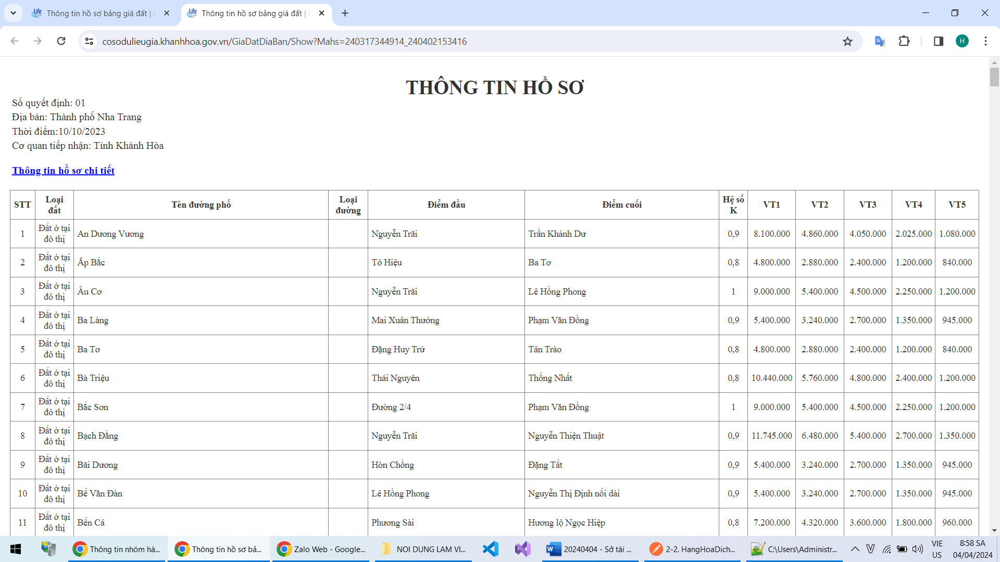 Thông tin hồ sơ bảng giá đất |
Thông tin hồ sơ bảng giá đất |
cosodulieugia.khanhhoa.gov.vn/GiaDatDiaBan/Show?Mahs=240317344914_240402153416
H
THÔNG TIN HỒ SƠ
Số quyết định: 01
Địa bàn: Thành phố Nha Trang
Thời điểm:10/10/2023
Cơ quan tiếp nhận: Tỉnh Khánh Hòa
Thông tin hồ sơ chi tiết
STT Loại đất Tên đường phố Loại đường Điểm đầu Điểm cuối Hệ số K VT1 VT2 VT3 VT4 VT5
1 Đất ở tại đô thị An Dương Vương Nguyễn Trãi Trần Khánh Dư 0,9 8.100.000 4.860.000 4.050.000 2.025.000 1.080.000
2 Đất ở tại đô thị Ấp Bắc Tô Hiệu Ba Tơ 0,8 4.800.000 2.880.000 2.400.000 1.200.000 840.000
3 Đất ở tại đô thị Âu Cơ Nguyễn Trãi Lê Hồng Phong 1 9.000.000 5.400.000 4.500.000 2.250.000 1.200.000
4 Đất ở tại đô thị Ba Làng Mai Xuân Thưởng Phạm Văn Đồng 0,9 5.400.000 3.240.000 2.700.000 1.350.000 945.000
5 Đất ở tại đô thị Ba Tơ Đặng Huy Trứ Tân Trào 0,8 4.800.000 2.880.000 2.400.000 1.200.000 840.000
6 Đất ở tại đô thị Bà Triệu Thái Nguyên Thống Nhất 0,8 10.440.000 5.760.000 4.800.000 2.400.000 1.200.000
7 Đất ở tại đô thị Bắc Sơn Đường 2/4 Phạm Văn Đồng 1 9.000.000 5.400.000 4.500.000 2.250.000 1.200.000
8 Đất ở tại đô thị Bạch Đằng Nguyễn Trãi Nguyễn Thiện Thuật 0,9 11.745.000 6.480.000 5.400.000 2.700.000 1.350.000
9 Đất ở tại đô thị Bãi Dương Hòn Chồng Đặng Tất 0,9 5.400.000 3.240.000 2.700.000 1.350.000 945.000
10 Đất ở tại đô thị Bế Văn Đàn Lê Hồng Phong Nguyễn Thị Định nối dài 0,9 5.400.000 3.240.000 2.700.000 1.350.000 945.000
11 Đất ở tại đô thị Bến Cá Phương Sài Hương lộ Ngọc Hiệp 0,8 7.200.000 4.320.000 3.600.000 1.800.000 960.000
Thông tin nhóm hà... Thông tin hồ sơ bả... Zalo Web - Google... NOI DUNG LAM VI... 20240404 - Sở tài ... 2-2. HangHoaDich... C:\Users\Administr... VIE 8:58 SA
US 04/04/2024